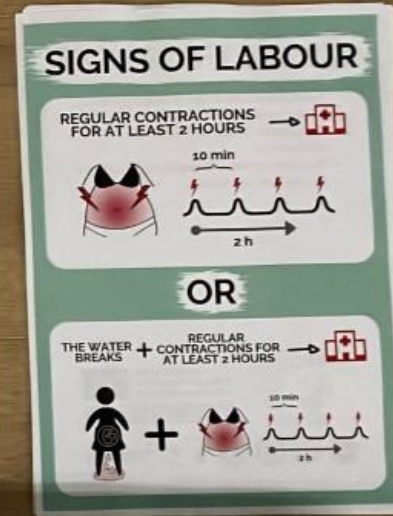 SIGNS OF LABOUR
REGULAR CONTRACTIONS
FOR AT LEAST 2 HOURS
10 min
2 h
OR
THE WATER
BREAKS
+
REGULAR
CONTRACTIONS FOR
AT LEAST 2 HOURS
+
10 min
2 h